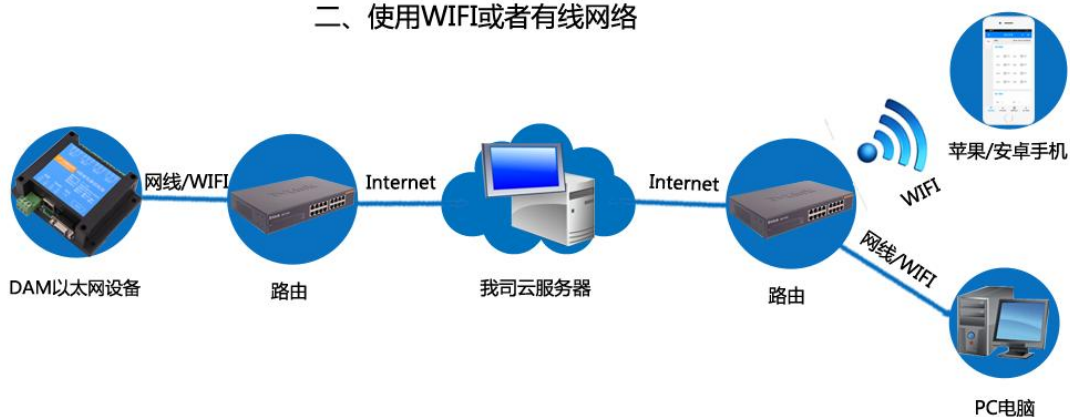 二、使用WIFI或者有线网络
苹果/安卓手机
网线/WIFI
Internet
Internet
WIFI
网线/WIFI
DAM以太网设备
路由
我司云服务器
路由
PC电脑